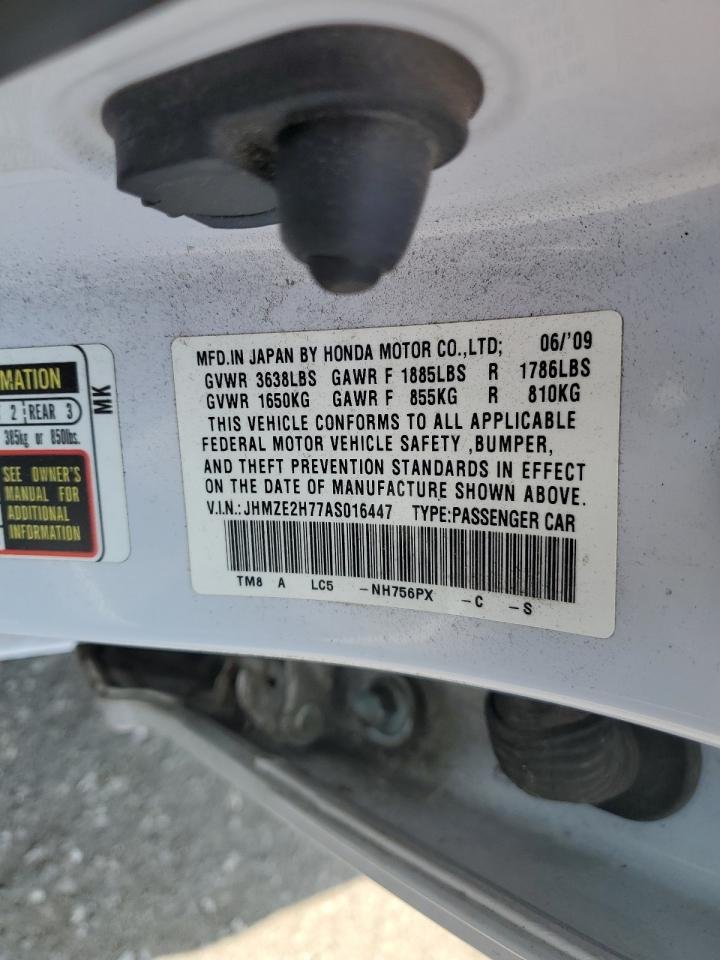 MATION
2 REAR 3
385kg or 850lbs.
SEE OWNER'S
MANUAL FOR
ADDITIONAL
INFORMATION
MK
MFD.IN JAPAN BY HONDA MOTOR CO.,LTD; 06/'09
GVWR 3638LBS GAWR F 1885LBS R 1786LBS
GVWR 1650KG GAWR F 855KG R 810KG
THIS VEHICLE CONFORMS TO ALL APPLICABLE
FEDERAL MOTOR VEHICLE SAFETY ,BUMPER,
AND THEFT PREVENTION STANDARDS IN EFFECT
ON THE DATE OF MANUFACTURE SHOWN ABOVE.
V.I.N.:JHMZE2H77AS016447 TYPE:PASSENGER CAR
TM8 A LC5 -NH756PX -C -S